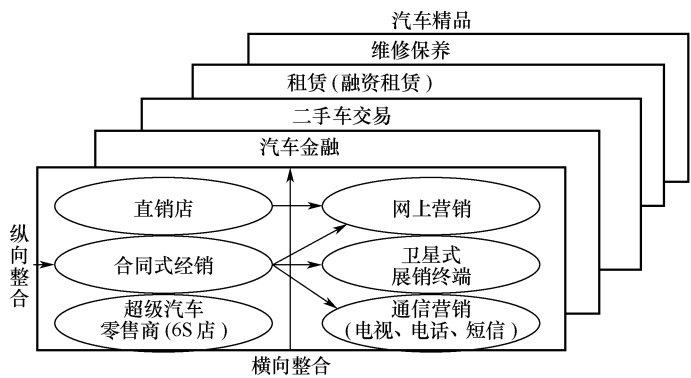 汽车精品
维修保养
租赁(融资租赁)
二手车交易
汽车金融
直销店
网上营销
纵向整合
合同式经销
卫星式
展销终端
超级汽车
零售商(6S店)
通信营销
(电视、电话、短信)
横向整合